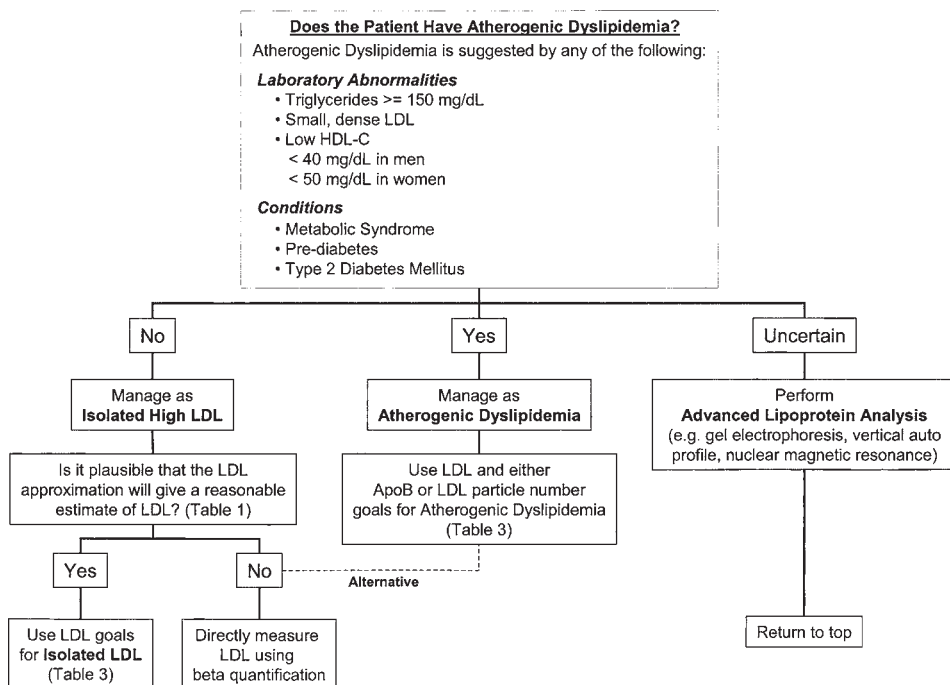 Does the Patient Have Atherogenic Dyslipidemia?
Atherogenic Dyslipidemia is suggested by any of the following:
Laboratory Abnormalities
• Triglycerides >= 150 mg/dL
• Small, dense LDL
• Low HDL-C
< 40 mg/dL in men
< 50 mg/dL in women
Conditions
• Metabolic Syndrome
• Pre-diabetes
• Type 2 Diabetes Mellitus
No
Yes
Uncertain
Manage as
Isolated High LDL
Manage as
Atherogenic Dyslipidemia
Perform
Advanced Lipoprotein Analysis
(e.g. gel electrophoresis, vertical auto
profile, nuclear magnetic resonance)
Is it plausible that the LDL
approximation will give a reasonable
estimate of LDL? (Table 1)
Use LDL and either
ApoB or LDL particle number
goals for Atherogenic Dyslipidemia
(Table 3)
Yes
No
Alternative
Use LDL goals
for Isolated LDL
(Table 3)
Directly measure
LDL using
beta quantification
Return to top